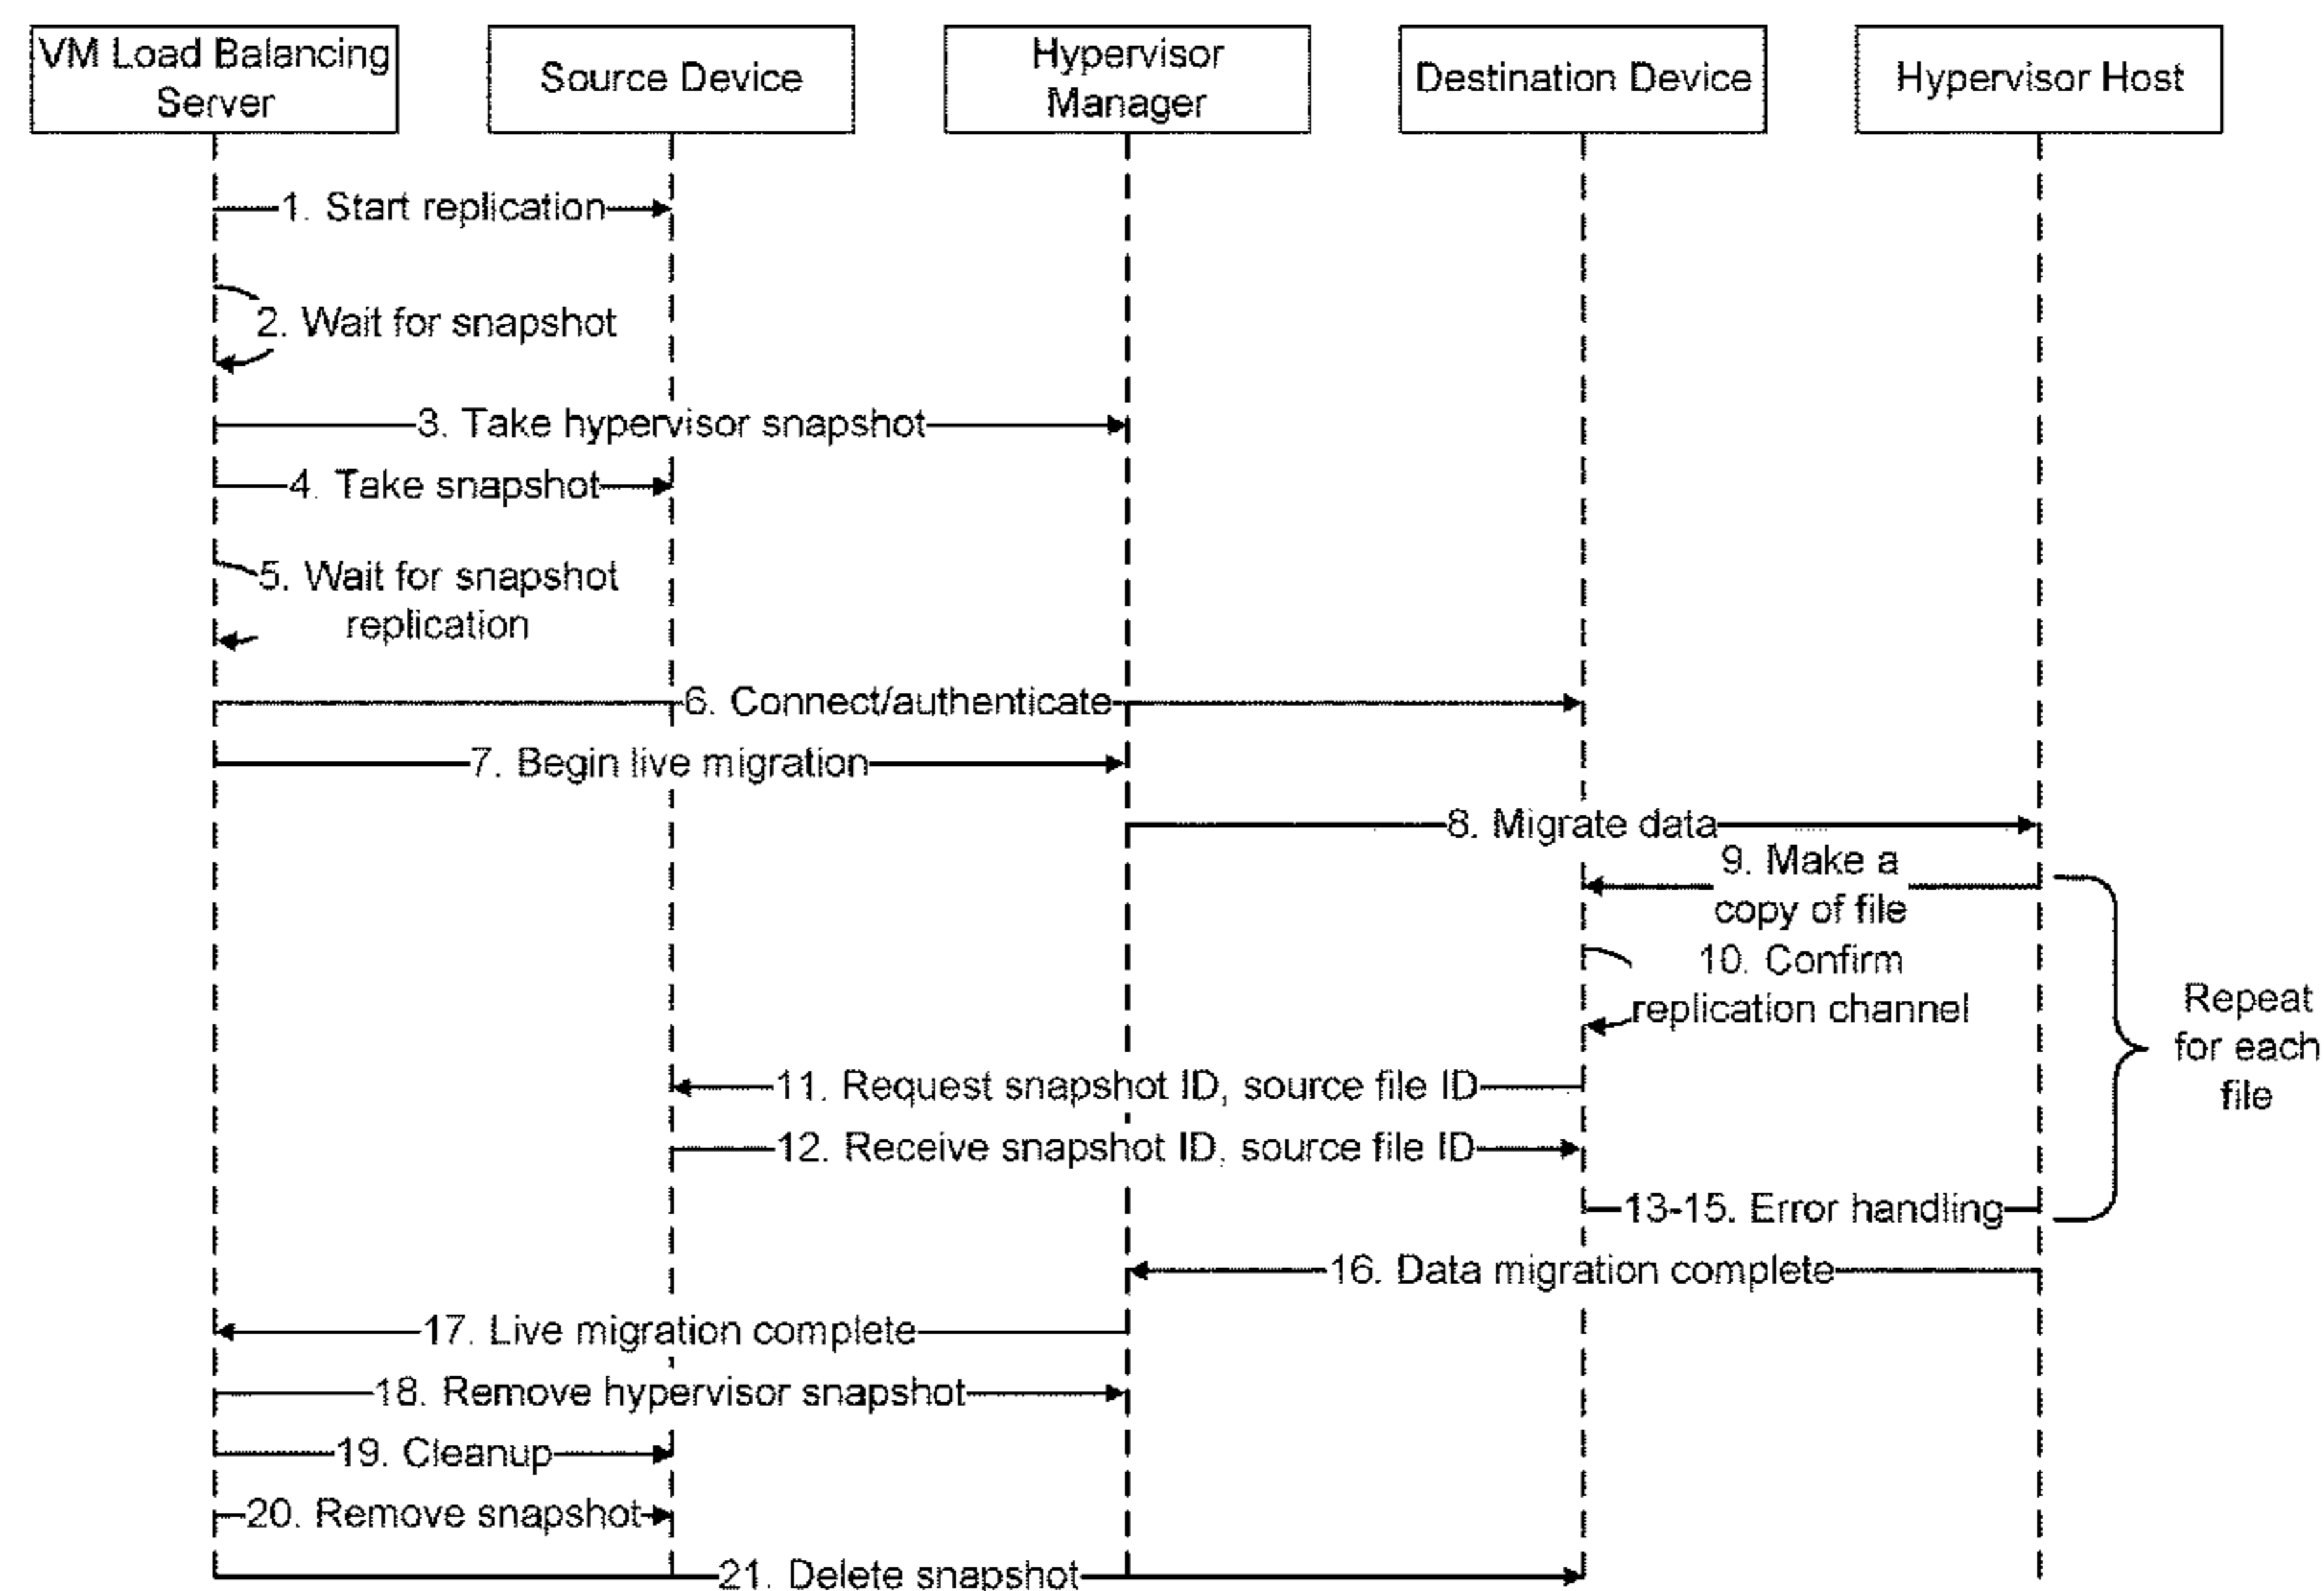 VM Load Balancing
Server
Source Device
Hypervisor
Manager
Destination Device
Hypervisor Host
1. Start replication
2. Wait for snapshot
3. Take hypervisor snapshot
4. Take snapshot
5. Wait for snapshot
replication
6. Connect/authenticate
7. Begin live migration
8. Migrate data
9. Make a
copy of file
10. Confirm
replication channel
Repeat
for each
file
11. Request snapshot ID, source file ID
12. Receive snapshot ID, source file ID
13-15. Error handling
16. Data migration complete
17. Live migration complete
18. Remove hypervisor snapshot
19. Cleanup
20. Remove snapshot
21. Delete snapshot